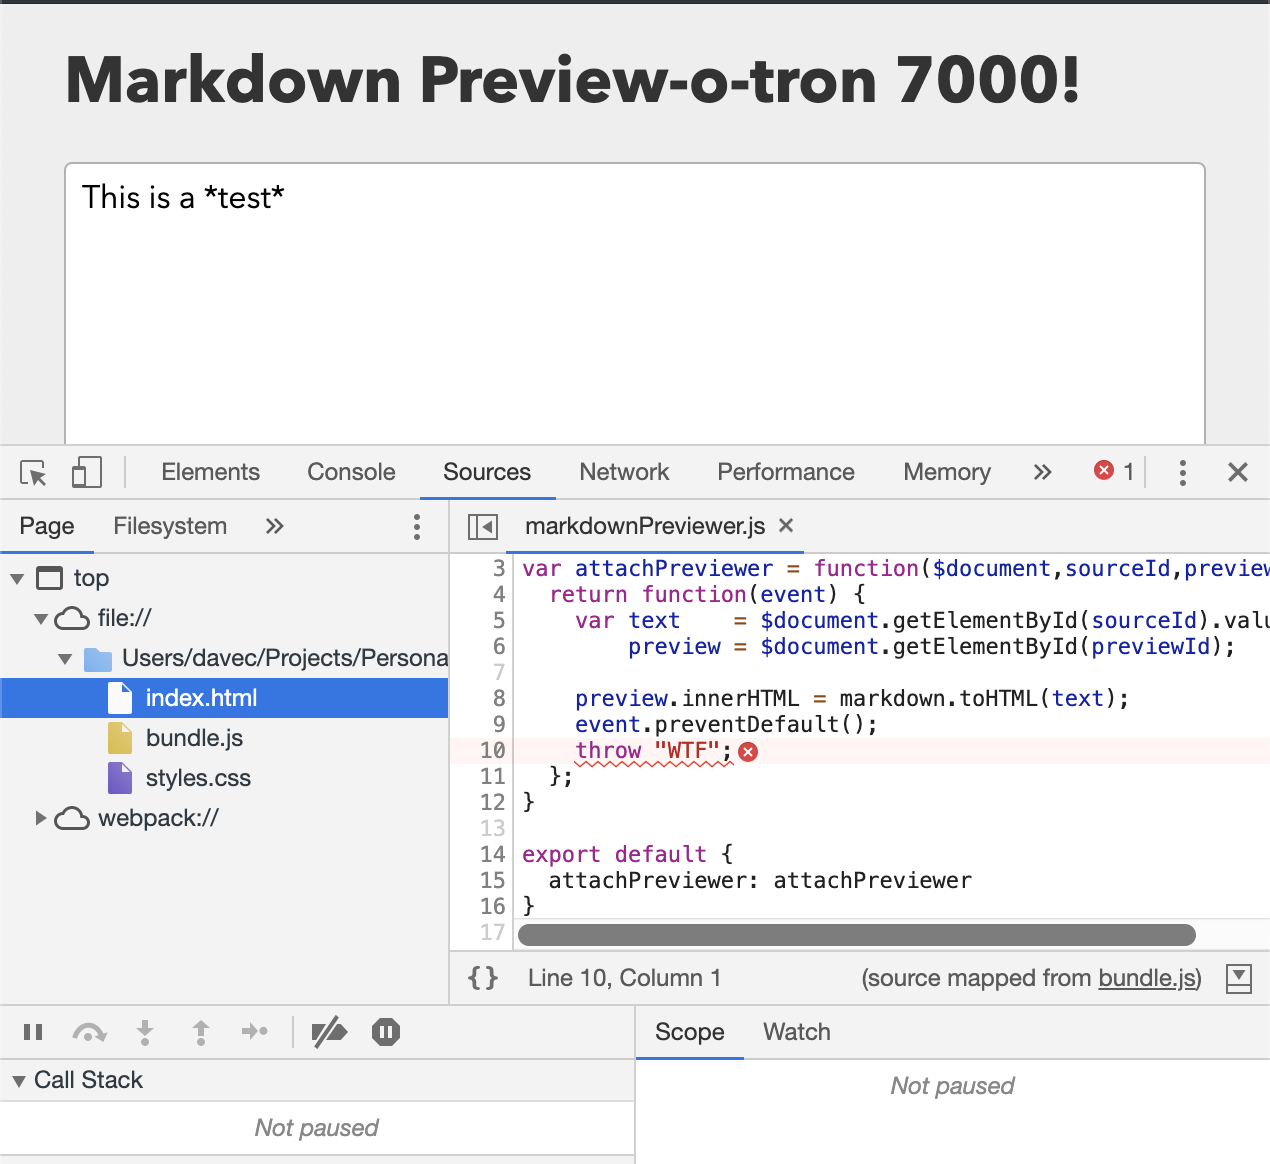 Markdown Preview-o-tron 7000!
This is a *test*
Elements Console Sources Network Performance Memory » 1
Page Filesystem »
markdownPreviewer.js ×
top
file://
Users/davec/Projects/Persona
index.html
bundle.js
styles.css
webpack://
3 var attachPreviewer = function($document,sourceId,preview
4 return function(event) {
5 var text = $document.getElementById(sourceId).valu
6 preview = $document.getElementById(previewId);
7
8 preview.innerHTML = markdown.toHTML(text);
9 event.preventDefault();
10 throw "WTF";
11 };
12 }
13
14 export default {
15 attachPreviewer: attachPreviewer
16 }
17
{} Line 10, Column 1 (source mapped from bundle.js)
Scope Watch
Call Stack
Not paused
Not paused